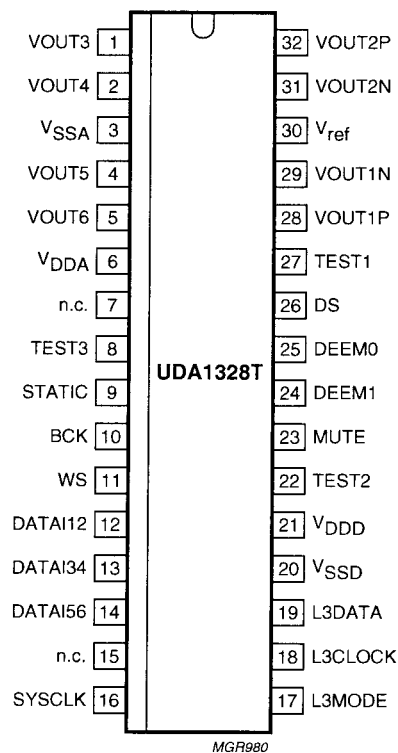 VOUT3 1 32 VOUT2P
VOUT4 2 31 VOUT2N
VSSA 3 30 Vref
VOUT5 4 29 VOUT1N
VOUT6 5 28 VOUT1P
VDDA 6 27 TEST1
n.c. 7 26 DS
TEST3 8 25 DEEM0
UDA1328T
STATIC 9 24 DEEM1
BCK 10 23 MUTE
WS 11 22 TEST2
DATAI12 12 21 VDDD
DATAI34 13 20 VSSD
DATAI56 14 19 L3DATA
n.c. 15 18 L3CLOCK
SYSCLK 16 17 L3MODE
MGR980